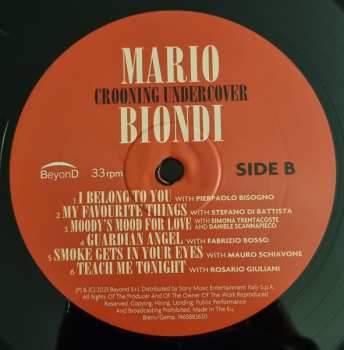 MARIO
CROONING UNDERCOVER
BIONDI
BeyonD 33rpm SIDE B
1 I BELONG TO YOU WITH PIERPAOLO BISOGNO
2 MY FAVOURITE THINGS WITH STEFANO DI BATTISTA
3 MOODY'S MOOD FOR LOVE WITH SIMONA TRENTACOSTE AND DANIELE SCANNAPIECO
4 GUARDIAN ANGEL WITH FABRIZIO BOSSO
5 SMOKE GETS IN YOUR EYES WITH MAURO SCHIAVONE
6 TEACH ME TONIGHT WITH ROSARIO GIULIANI
(P) & (C) 2023 Beyond S.r.l. Distributed by Sony Music Entertainment Italy S.p.A.
All Rights Of The Producer And Of The Owner Of The Work Reproduced
Reserved. Copying, Hiring, Lending, Public Performance
And Broadcasting Prohibited. Made in The Eu.
Biem/Gema.